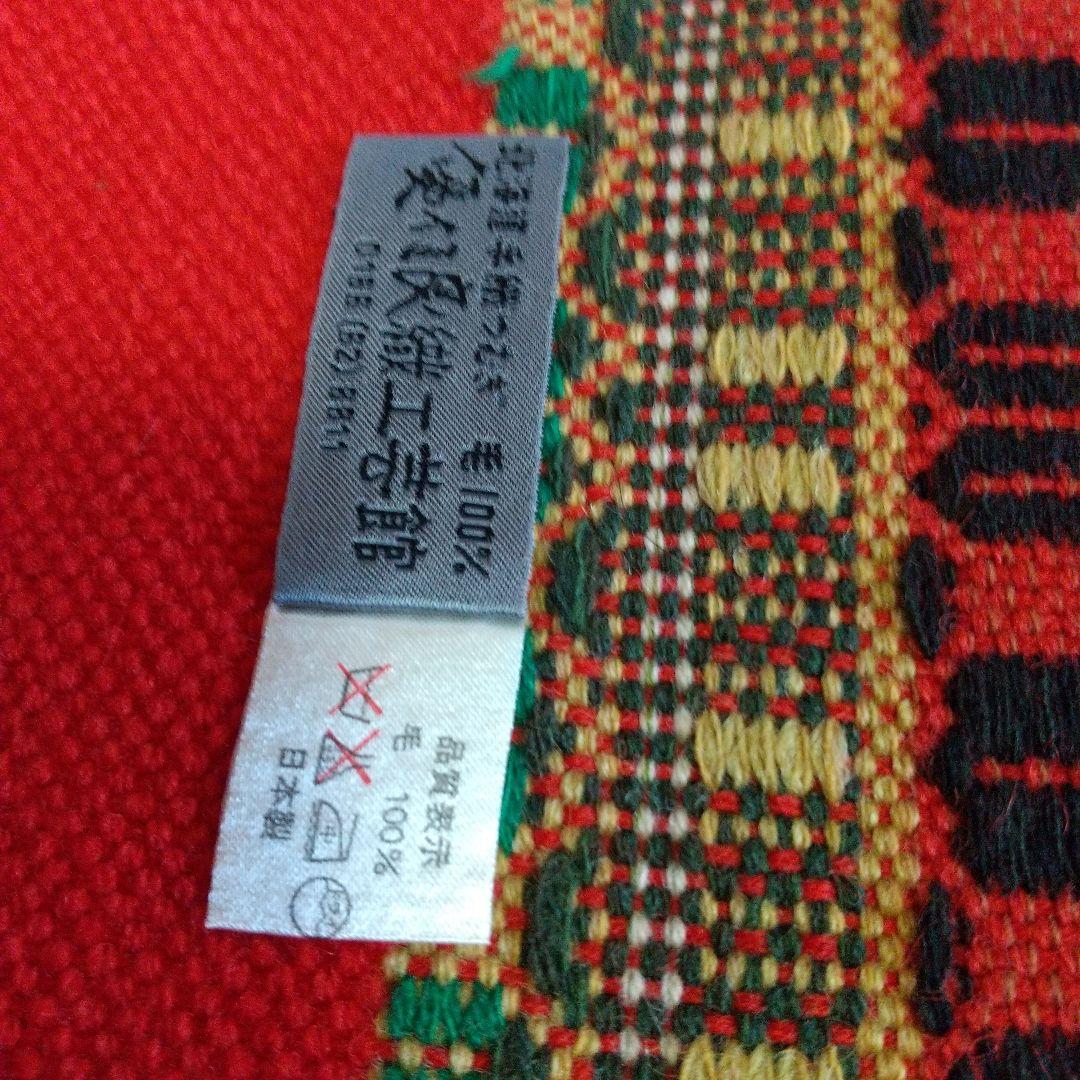 北海道手織つむぎ 毛100%
優佳良織工芸館
0166(62)8811
品質表示
毛 100%
中
日本製